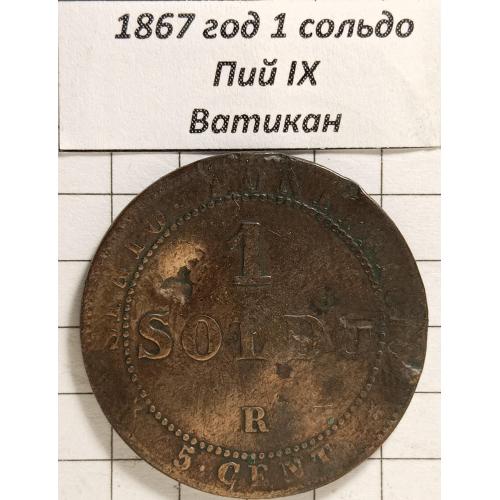 1867 год 1 сольдо
Пий IX
Ватикан
1
SOLDO
R
5 · CENT